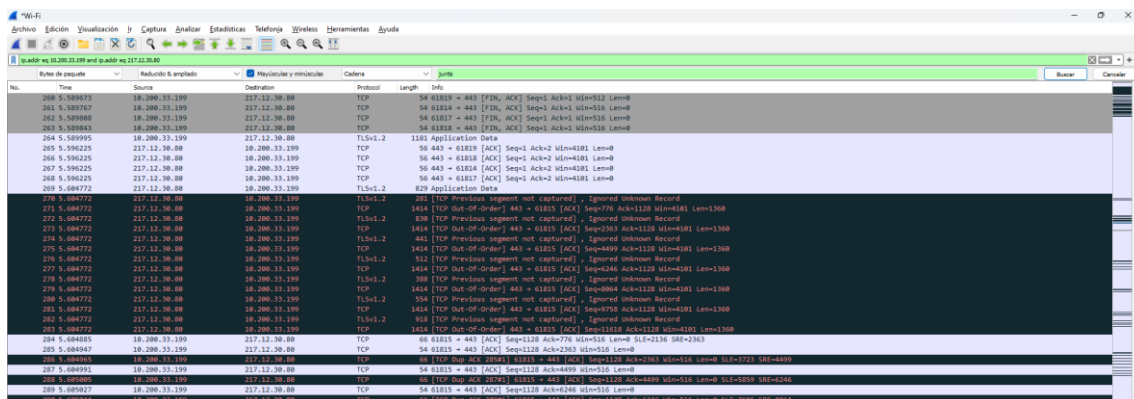 *Wi-Fi
Archivo Edición Visualización Ir Captura Analizar Estadísticas Telefonía Wireless Herramientas Ayuda
ip.addr eq 10.200.33.199 and ip.addr eq 217.12.30.80
Bytes de paquete Reducido & ampliado Mayúsculas y minúsculas Cadena junta Buscar Cancelar
No. Time Source Destination Protocol Length Info
260 5.589673 10.200.33.199 217.12.30.80 TCP 54 61819 → 443 [FIN, ACK] Seq=1 Ack=1 Win=512 Len=0
261 5.589767 10.200.33.199 217.12.30.80 TCP 54 61814 → 443 [FIN, ACK] Seq=1 Ack=1 Win=516 Len=0
262 5.589808 10.200.33.199 217.12.30.80 TCP 54 61817 → 443 [FIN, ACK] Seq=1 Ack=1 Win=516 Len=0
263 5.589843 10.200.33.199 217.12.30.80 TCP 54 61818 → 443 [FIN, ACK] Seq=1 Ack=1 Win=516 Len=0
264 5.589995 10.200.33.199 217.12.30.80 TLSv1.2 1181 Application Data
265 5.596225 217.12.30.80 10.200.33.199 TCP 56 443 → 61819 [ACK] Seq=1 Ack=2 Win=4101 Len=0
266 5.596225 217.12.30.80 10.200.33.199 TCP 56 443 → 61818 [ACK] Seq=1 Ack=2 Win=4101 Len=0
267 5.596225 217.12.30.80 10.200.33.199 TCP 56 443 → 61814 [ACK] Seq=1 Ack=2 Win=4101 Len=0
268 5.596225 217.12.30.80 10.200.33.199 TCP 56 443 → 61817 [ACK] Seq=1 Ack=2 Win=4101 Len=0
269 5.604772 217.12.30.80 10.200.33.199 TLSv1.2 829 Application Data
270 5.604772 217.12.30.80 10.200.33.199 TLSv1.2 281 [TCP Previous segment not captured] , Ignored Unknown Record
271 5.604772 217.12.30.80 10.200.33.199 TCP 1414 [TCP Out-Of-Order] 443 → 61815 [ACK] Seq=776 Ack=1128 Win=4101 Len=1360
272 5.604772 217.12.30.80 10.200.33.199 TLSv1.2 830 [TCP Previous segment not captured] , Ignored Unknown Record
273 5.604772 217.12.30.80 10.200.33.199 TCP 1414 [TCP Out-Of-Order] 443 → 61815 [ACK] Seq=2363 Ack=1128 Win=4101 Len=1360
274 5.604772 217.12.30.80 10.200.33.199 TLSv1.2 441 [TCP Previous segment not captured] , Ignored Unknown Record
275 5.604772 217.12.30.80 10.200.33.199 TCP 1414 [TCP Out-Of-Order] 443 → 61815 [ACK] Seq=4499 Ack=1128 Win=4101 Len=1360
276 5.604772 217.12.30.80 10.200.33.199 TLSv1.2 512 [TCP Previous segment not captured] , Ignored Unknown Record
277 5.604772 217.12.30.80 10.200.33.199 TCP 1414 [TCP Out-Of-Order] 443 → 61815 [ACK] Seq=6246 Ack=1128 Win=4101 Len=1360
278 5.604772 217.12.30.80 10.200.33.199 TLSv1.2 388 [TCP Previous segment not captured] , Ignored Unknown Record
279 5.604772 217.12.30.80 10.200.33.199 TCP 1414 [TCP Out-Of-Order] 443 → 61815 [ACK] Seq=8064 Ack=1128 Win=4101 Len=1360
280 5.604772 217.12.30.80 10.200.33.199 TLSv1.2 554 [TCP Previous segment not captured] , Ignored Unknown Record
281 5.604772 217.12.30.80 10.200.33.199 TCP 1414 [TCP Out-Of-Order] 443 → 61815 [ACK] Seq=9758 Ack=1128 Win=4101 Len=1360
282 5.604772 217.12.30.80 10.200.33.199 TLSv1.2 918 [TCP Previous segment not captured] , Ignored Unknown Record
283 5.604772 217.12.30.80 10.200.33.199 TCP 1414 [TCP Out-Of-Order] 443 → 61815 [ACK] Seq=11618 Ack=1128 Win=4101 Len=1360
284 5.604885 10.200.33.199 217.12.30.80 TCP 66 61815 → 443 [ACK] Seq=1128 Ack=776 Win=516 Len=0 SLE=2136 SRE=2363
285 5.604947 10.200.33.199 217.12.30.80 TCP 54 61815 → 443 [ACK] Seq=1128 Ack=2363 Win=516 Len=0
286 5.604965 10.200.33.199 217.12.30.80 TCP 66 [TCP Dup ACK 285#1] 61815 → 443 [ACK] Seq=1128 Ack=2363 Win=516 Len=0 SLE=3723 SRE=4499
287 5.604991 10.200.33.199 217.12.30.80 TCP 54 61815 → 443 [ACK] Seq=1128 Ack=4499 Win=516 Len=0
288 5.605005 10.200.33.199 217.12.30.80 TCP 66 [TCP Dup ACK 287#1] 61815 → 443 [ACK] Seq=1128 Ack=4499 Win=516 Len=0 SLE=5859 SRE=6246
289 5.605027 10.200.33.199 217.12.30.80 TCP 54 61815 → 443 [ACK] Seq=1128 Ack=6246 Win=516 Len=0